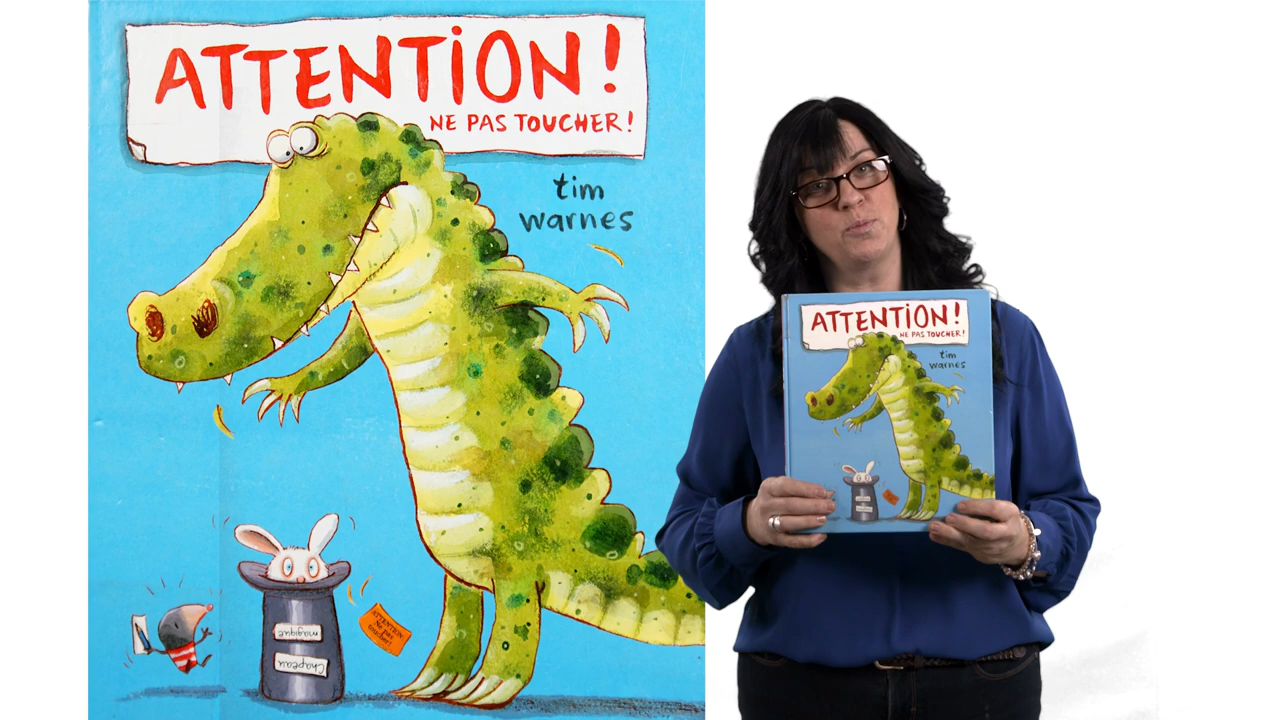 ATTENTION !
NE PAS TOUCHER !
tim
warnes
magique
Chapeau
ATTENTION
Ne pas
toucher!
ATTENTION !
NE PAS TOUCHER !
tim
warnes